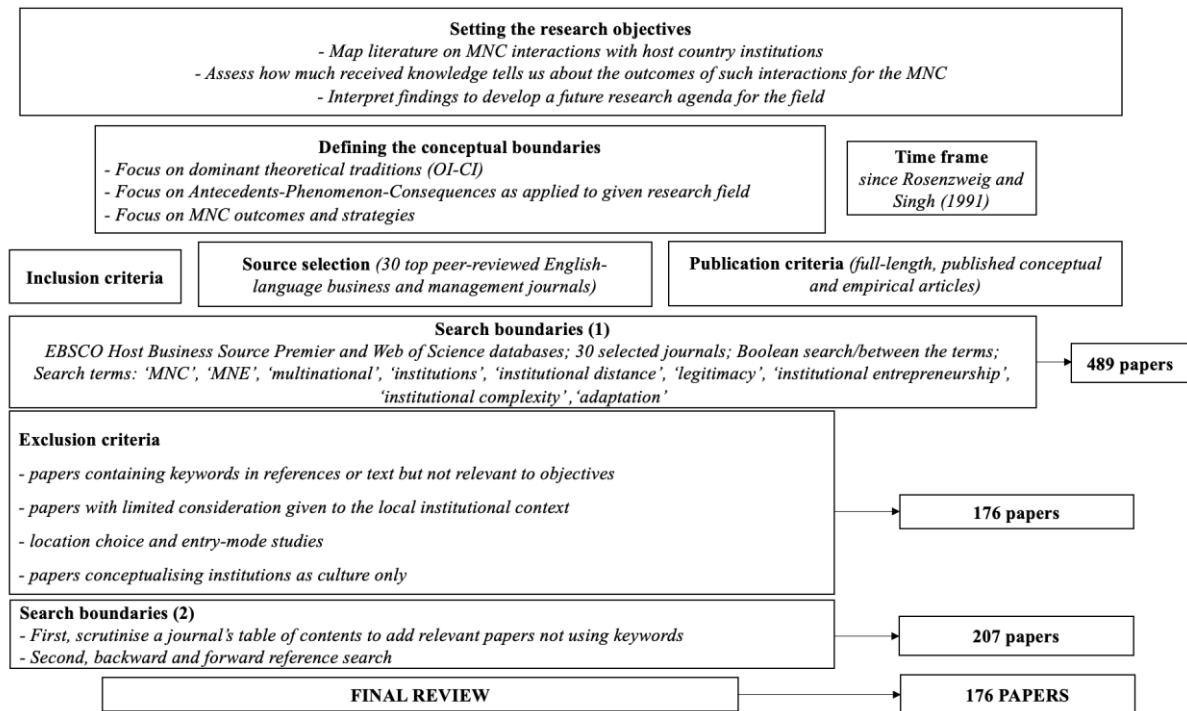 Setting the research objectives
- Map literature on MNC interactions with host country institutions
- Assess how much received knowledge tells us about the outcomes of such interactions for the MNC
- Interpret findings to develop a future research agenda for the field
Defining the conceptual boundaries
- Focus on dominant theoretical traditions (OI-CI)
- Focus on Antecedents-Phenomenon-Consequences as applied to given research field
- Focus on MNC outcomes and strategies
Time frame
since Rosenzweig and
Singh (1991)
Inclusion criteria
Source selection (30 top peer-reviewed English-
language business and management journals)
Publication criteria (full-length, published conceptual
and empirical articles)
Search boundaries (1)
EBSCO Host Business Source Premier and Web of Science databases; 30 selected journals; Boolean search/between the terms;
Search terms: ‘MNC’, ‘MNE’, ‘multinational’, ‘institutions’, ‘institutional distance’, ‘legitimacy’, ‘institutional entrepreneurship’,
‘institutional complexity’ ,‘adaptation’
489 papers
Exclusion criteria
- papers containing keywords in references or text but not relevant to objectives
- papers with limited consideration given to the local institutional context
- location choice and entry-mode studies
- papers conceptualising institutions as culture only
176 papers
Search boundaries (2)
- First, scrutinise a journal’s table of contents to add relevant papers not using keywords
- Second, backward and forward reference search
207 papers
FINAL REVIEW
176 PAPERS